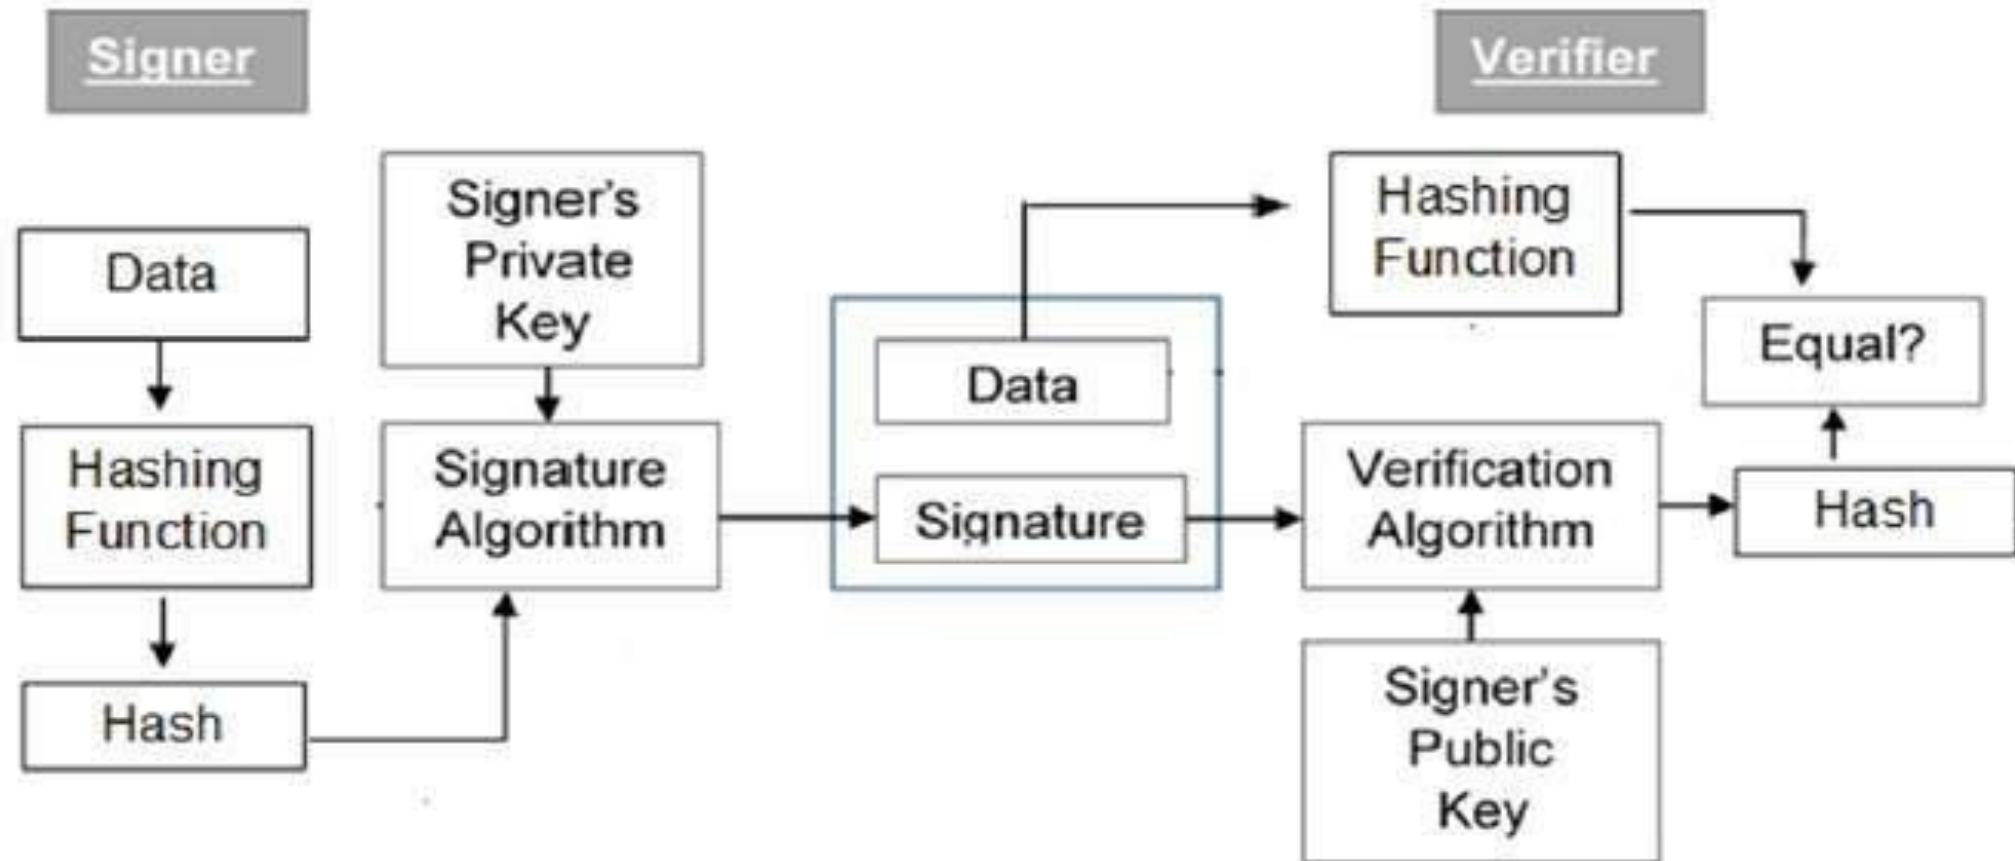 Signer
Verifier
Data
Hashing
Function
Hash
Signer's
Private
Key
Signature
Algorithm
Data
Signature
Hashing
Function
Equal?
Verification
Algorithm
Hash
Signer's
Public
Key